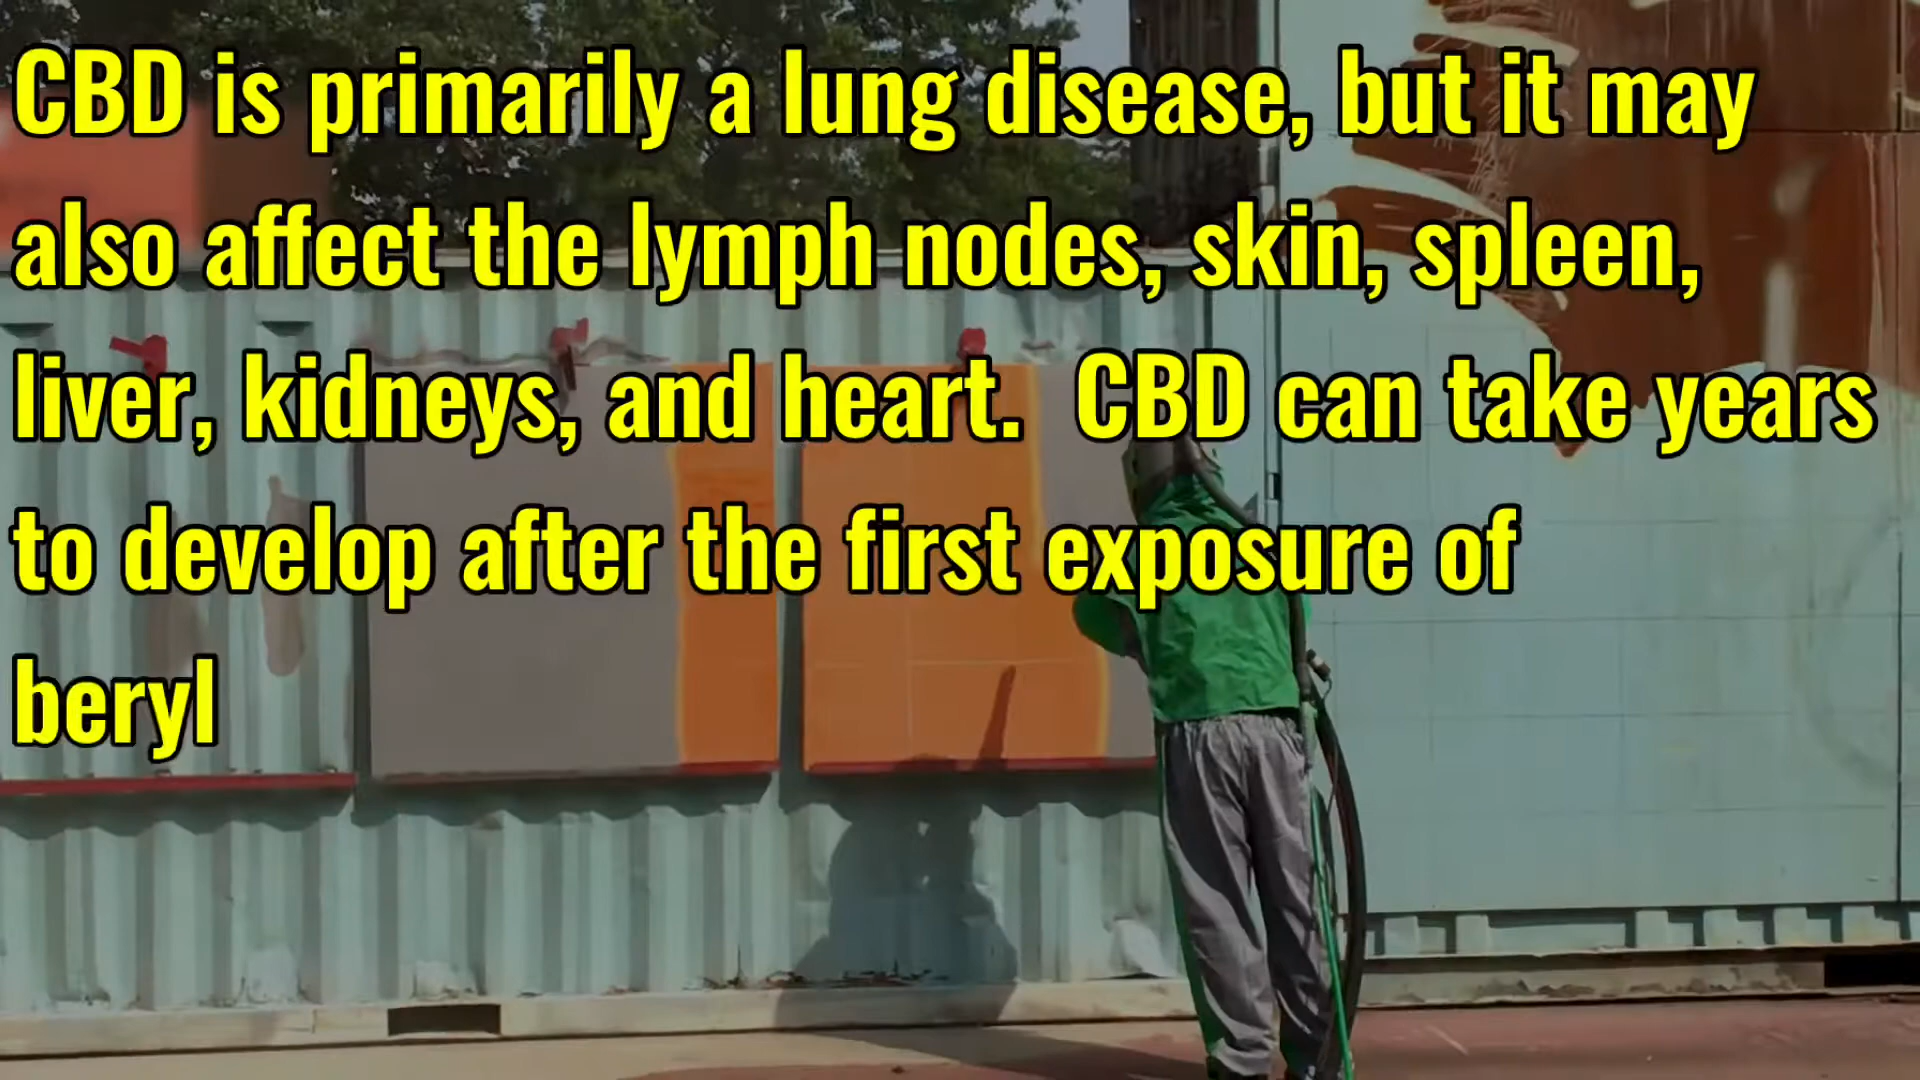 CBD is primarily a lung disease, but it may
also affect the lymph nodes, skin, spleen,
liver, kidneys, and heart.  CBD can take years
to develop after the first exposure of
beryl